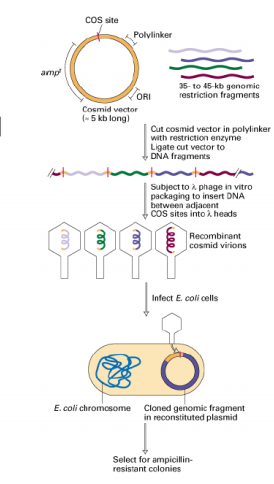 COS site
Polylinker
ampʳ
ORI
Cosmid vector
(≈ 5 kb long)
35- to 45-kb genomic
restriction fragments
Cut cosmid vector in polylinker
with restriction enzyme
Ligate cut vector to
DNA fragments
Subject to λ phage in vitro
packaging to insert DNA
between adjacent
COS sites into λ heads
Recombinant
cosmid virions
Infect E. coli cells
E. coli chromosome
Cloned genomic fragment
in reconstituted plasmid
Select for ampicillin-
resistant colonies